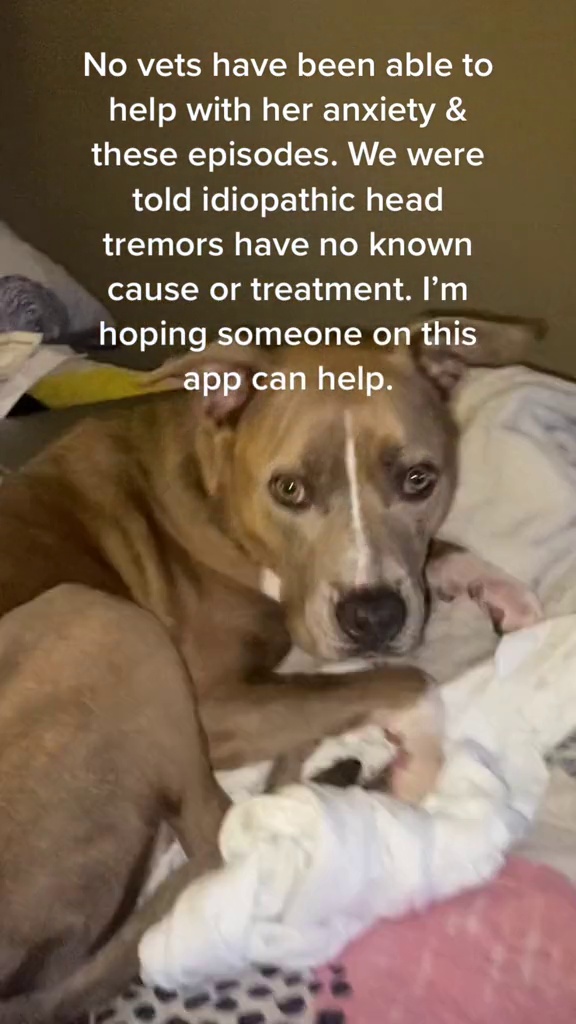 No vets have been able to
help with her anxiety &
these episodes. We were
told idiopathic head
tremors have no known
cause or treatment. I’m
hoping someone on this
app can help.